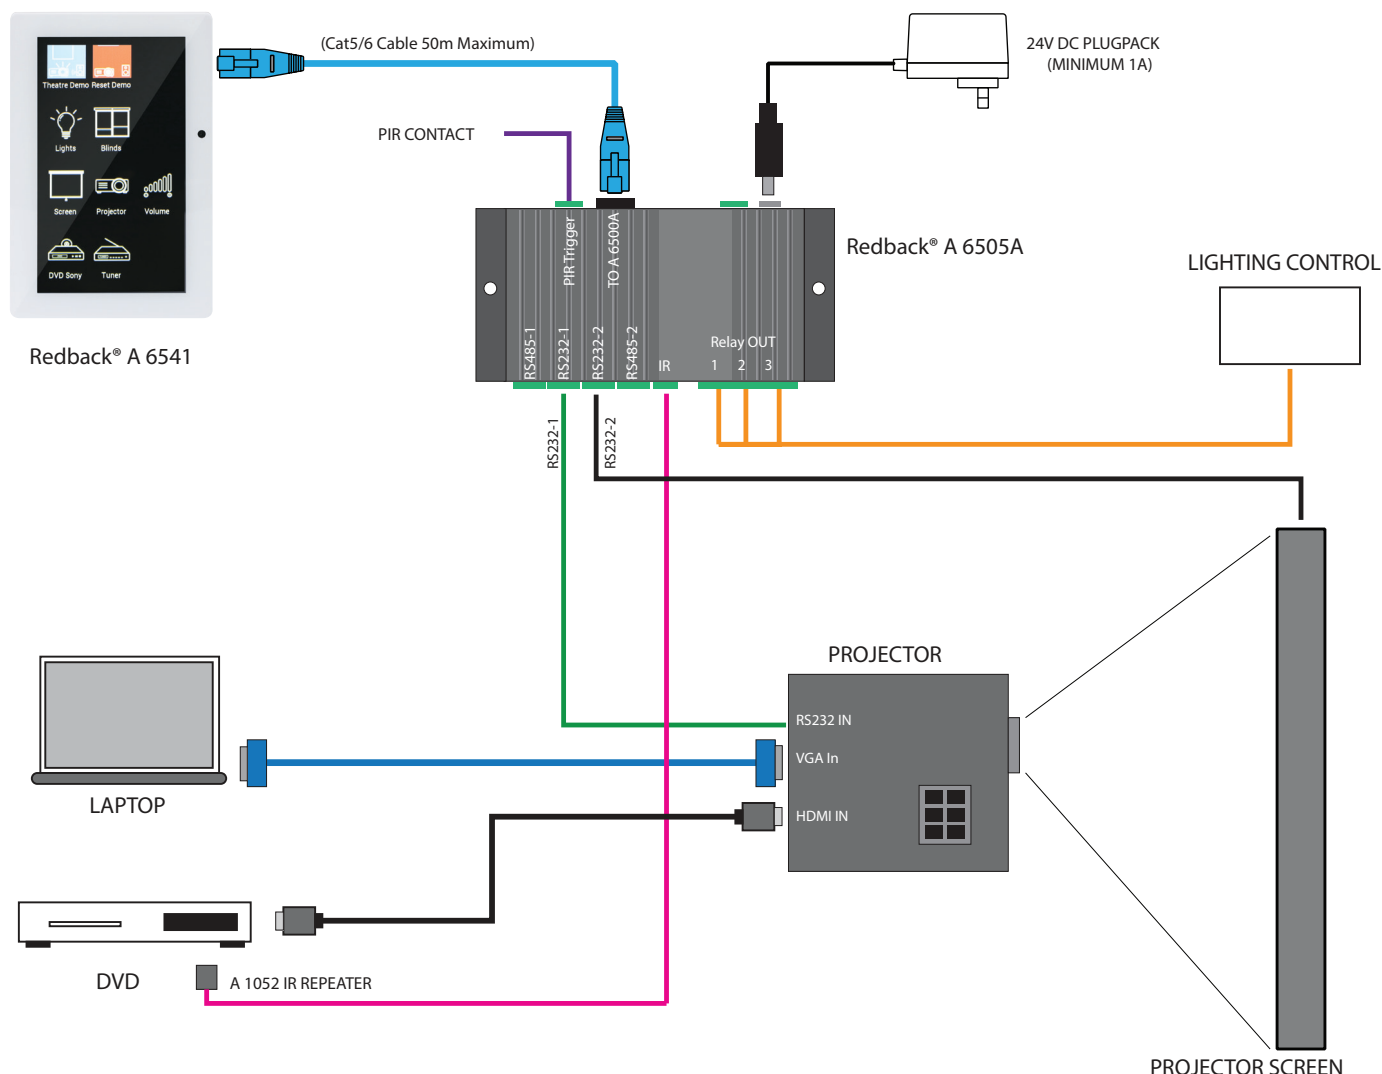 (Cat5/6 Cable 50m Maximum)
24V DC PLUGPACK
(MINIMUM 1A)
Theatre Demo Reset Demo
Lights Blinds
Screen Projector Volume
DVD Sony Tuner
Redback® A 6541
PIR CONTACT
PIR Trigger
TO A 6500A
Redback® A 6505A
RS485-1
RS232-1
RS232-2
RS485-2
IR
Relay OUT
1 2 3
LIGHTING CONTROL
RS232-1
RS232-2
PROJECTOR
RS232 IN
VGA In
HDMI IN
LAPTOP
DVD
A 1052 IR REPEATER
PROJECTOR SCREEN